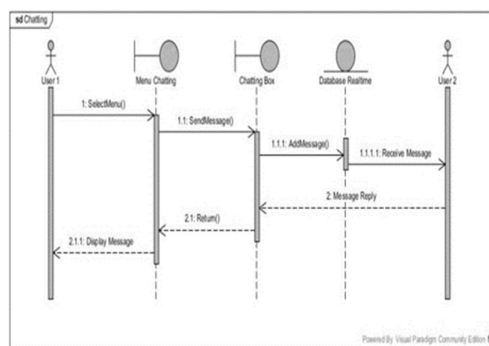 sd Chatting
User 1
Menu Chatting
Chatting Box
Database Realtime
User 2
1: SelectMenu()
1.1: SendMessage()
1.1.1: AddMessage()
1.1.1.1: Receive Message
2: Message Reply
2.1: Return()
2.1.1: Display Message
Powered By Visual Paradigm Community Edition